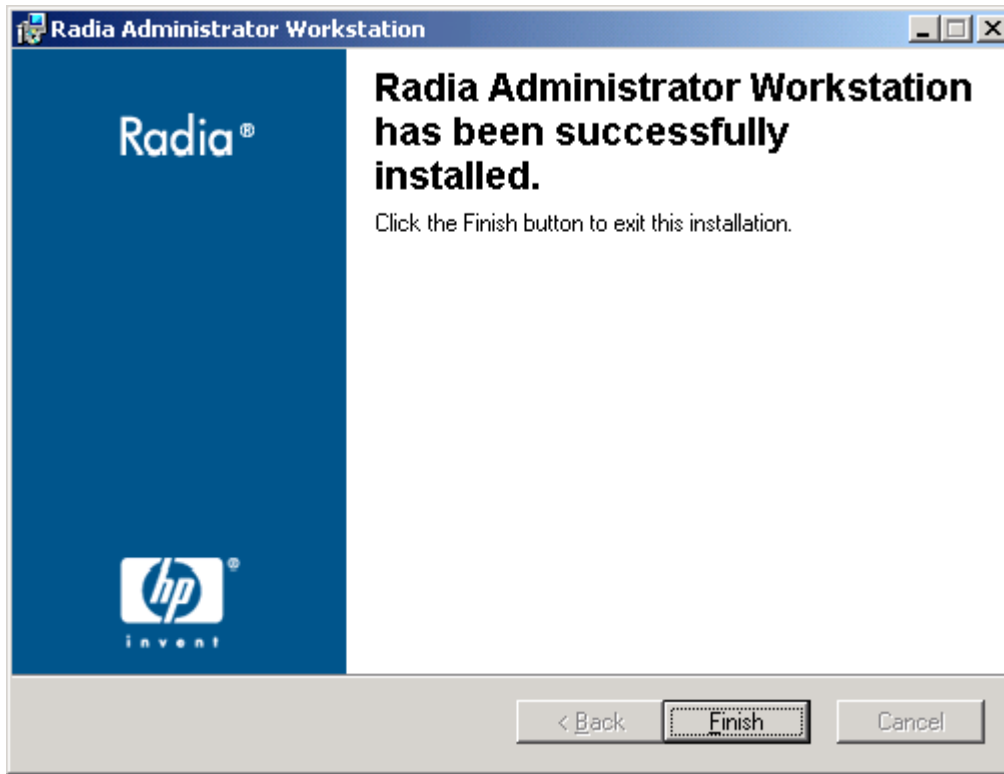 Radia Administrator Workstation
Radia®
Radia Administrator Workstation
has been successfully
installed.
Click the Finish button to exit this installation.
hp®
invent
< Back
Finish
Cancel